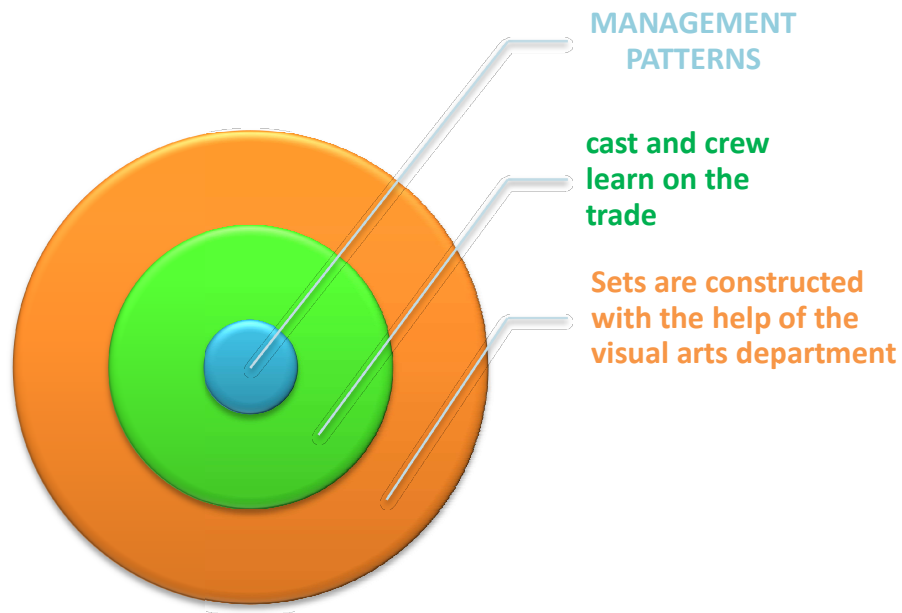 MANAGEMENT
PATTERNS
cast and crew
learn on the
trade
Sets are constructed
with the help of the
visual arts department